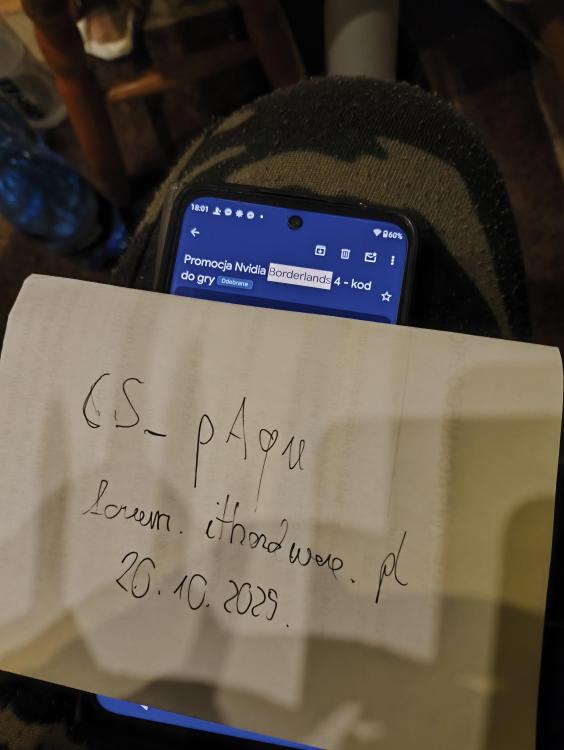 18:01
60%
Promocja Nvidia Borderlands 4 - kod
do gry Odebrane
CS_pAqu
forum.ithardware.pl
20.10.2025.